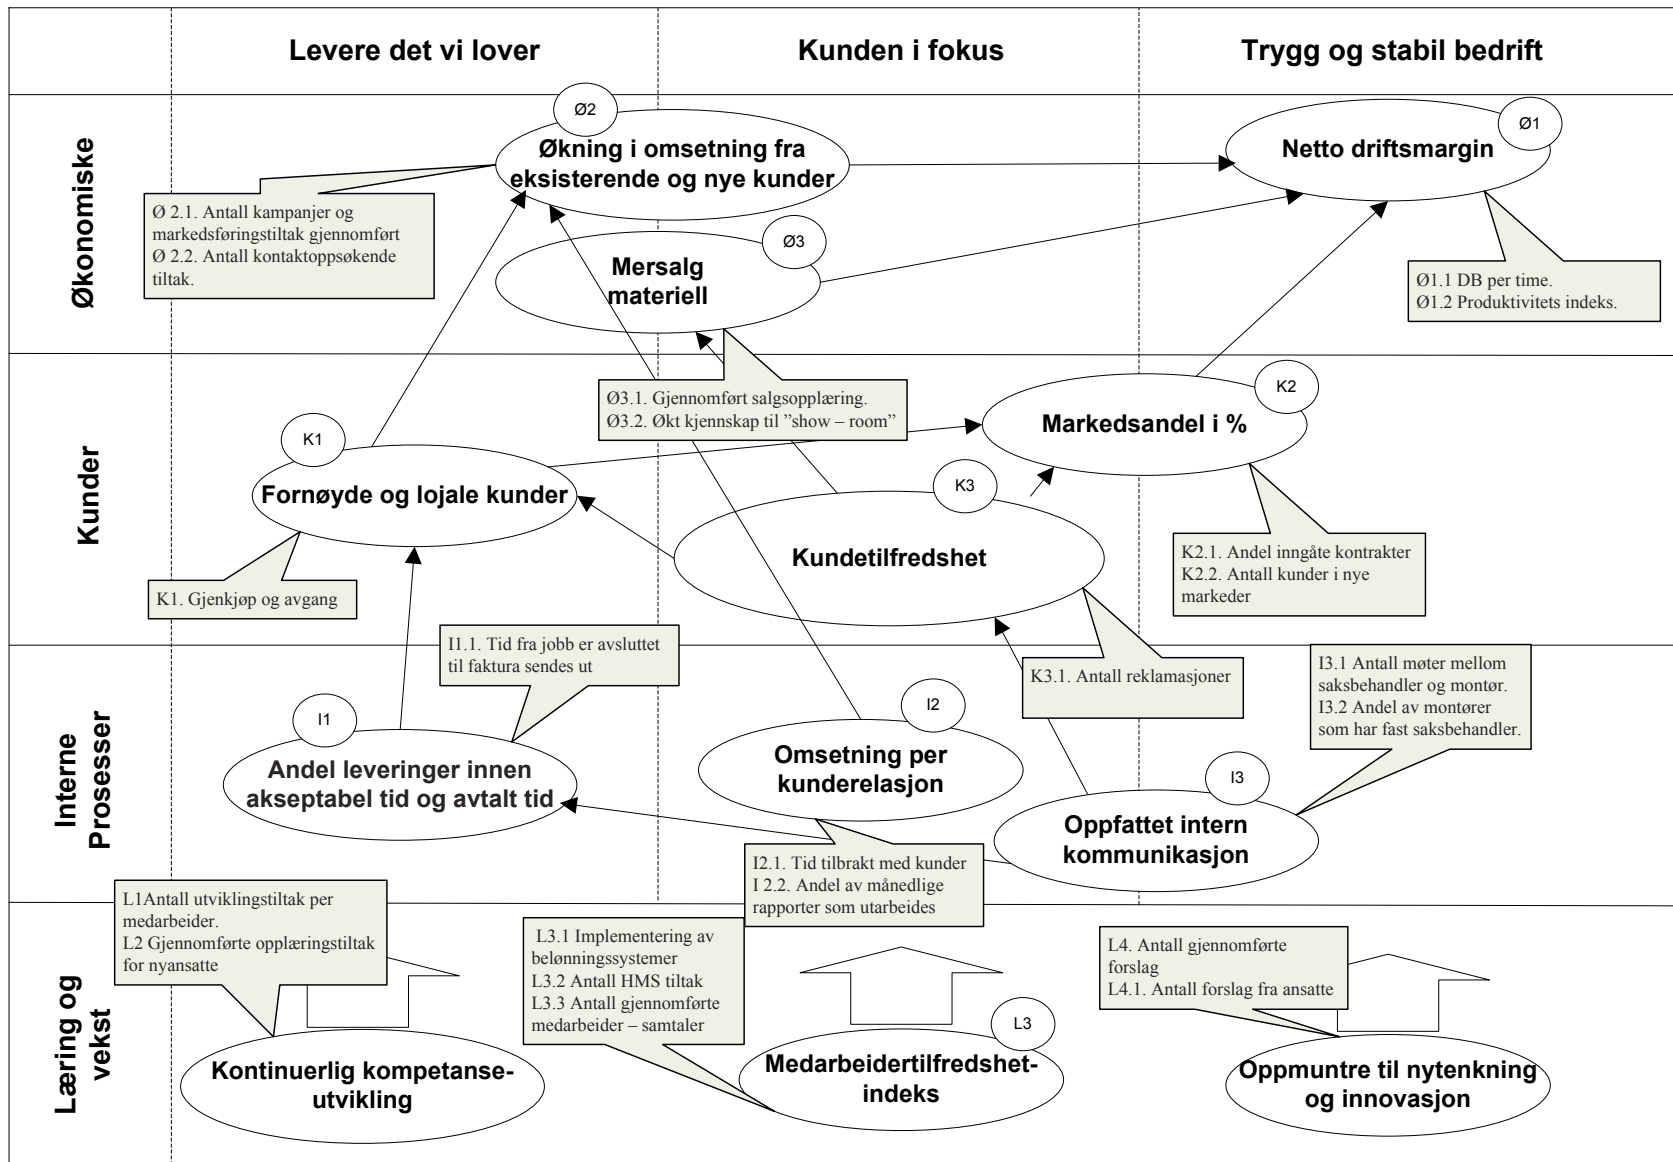 Levere det vi lover
Kunden i fokus
Trygg og stabil bedrift
Økonomiske
Ø2
Økning i omsetning fra
eksisterende og nye kunder
Ø1
Netto driftsmargin
Ø 2.1. Antall kampanjer og
markedsføringstiltak gjennomført
Ø 2.2. Antall kontaktoppsøkende
tiltak.
Ø3
Mersalg
materiell
Ø1.1 DB per time.
Ø1.2 Produktivitets indeks.
Kunder
Ø3.1. Gjennomført salgsopplæring.
Ø3.2. Økt kjennskap til ”show – room”
K2
Markedsandel i %
K1
Fornøyde og lojale kunder
K3
Kundetilfredshet
K2.1. Andel inngåte kontrakter
K2.2. Antall kunder i nye
markeder
K1. Gjenkjøp og avgang
Interne
Prosesser
I1.1. Tid fra jobb er avsluttet
til faktura sendes ut
K3.1. Antall reklamasjoner
I3.1 Antall møter mellom
saksbehandler og montør.
I3.2 Andel av montører
som har fast saksbehandler.
I1
Andel leveringer innen
akseptabel tid og avtalt tid
I2
Omsetning per
kunderelasjon
I3
Oppfattet intern
kommunikasjon
I2.1. Tid tilbrakt med kunder
I 2.2. Andel av månedlige
rapporter som utarbeides
Læring og
vekst
L1Antall utviklingstiltak per
medarbeider.
L2 Gjennomførte opplæringstiltak
for nyansatte
L3.1 Implementering av
belønningssystemer
L3.2 Antall HMS tiltak
L3.3 Antall gjennomførte
medarbeider – samtaler
L4. Antall gjennomførte
forslag
L4.1. Antall forslag fra ansatte
Kontinuerlig kompetanse-
utvikling
L3
Medarbeidertilfredshet-
indeks
Oppmuntre til nytenkning
og innovasjon